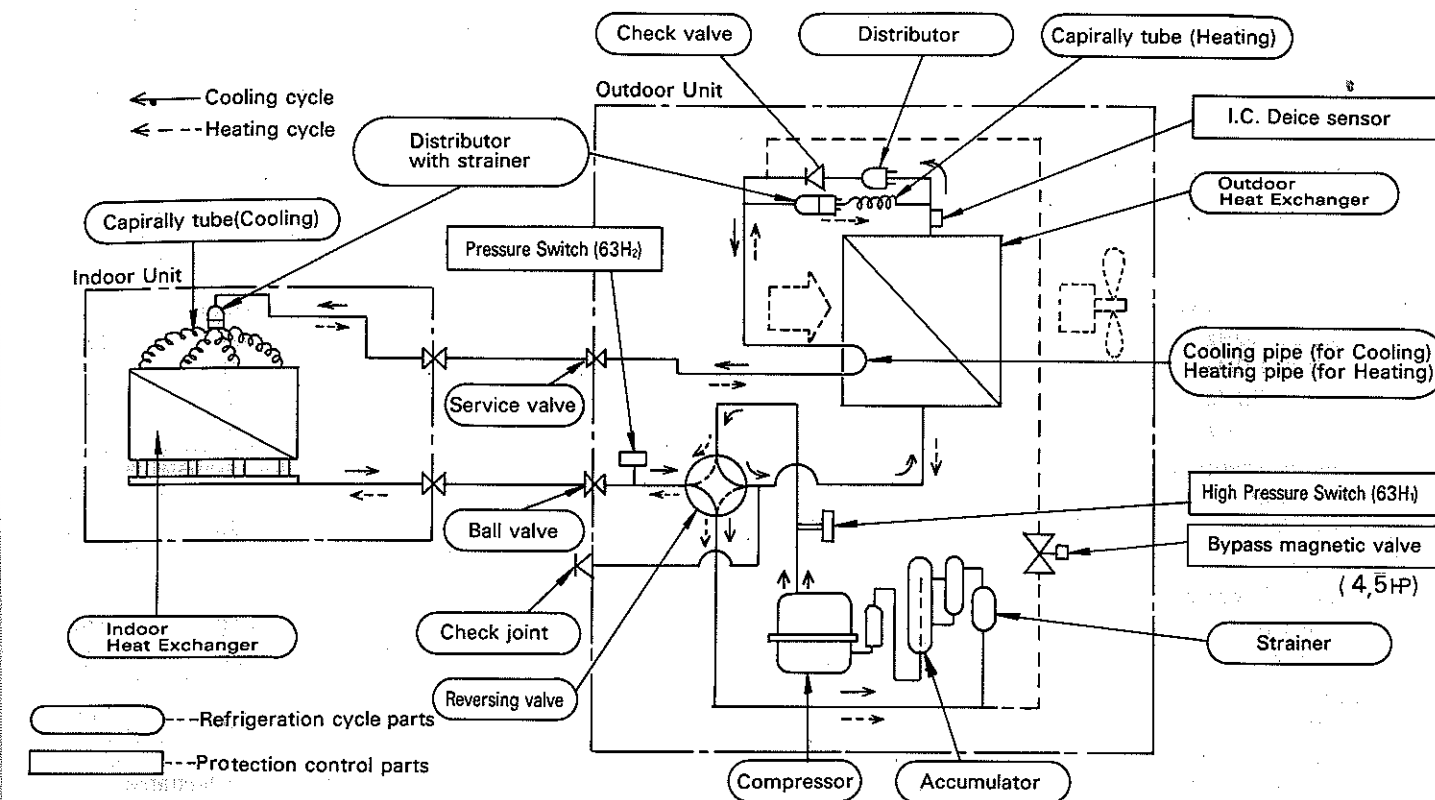 Check valve
Distributor
Capirally tube (Heating)
Outdoor Unit
Cooling cycle
Heating cycle
I.C. Deice sensor
Distributor
with strainer
Outdoor
Heat Exchanger
Capirally tube(Cooling)
Pressure Switch (63H₂)
Indoor Unit
Cooling pipe (for Cooling)
Heating pipe (for Heating)
Service valve
High Pressure Switch (63H₁)
Ball valve
Bypass magnetic valve
(4,5HP)
Indoor
Heat Exchanger
Check joint
Strainer
Reversing valve
Refrigeration cycle parts
Protection control parts
Compressor
Accumulator